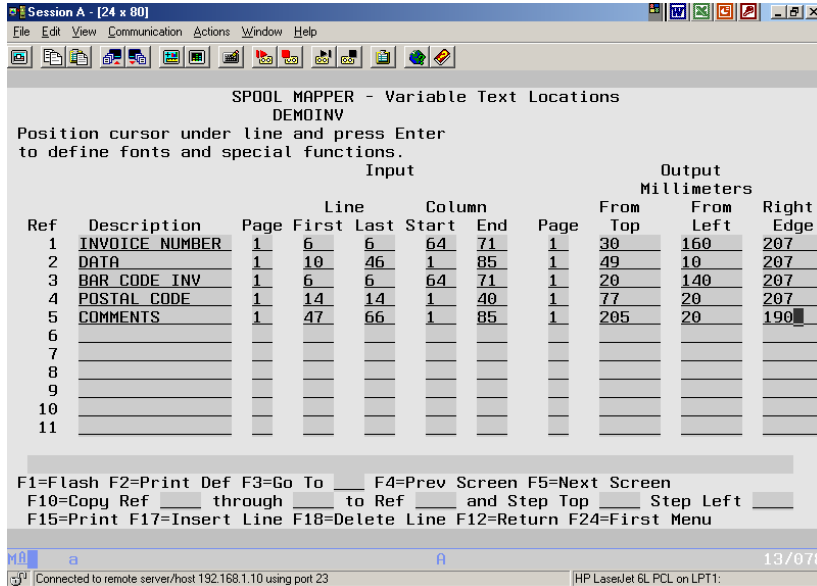 Session A - [24 x 80]
File Edit View Communication Actions Window Help
SPOOL MAPPER - Variable Text Locations
DEMOINV
Position cursor under line and press Enter
to define fonts and special functions.
Input Output
Millimeters
Line Column From From Right
Ref Description Page First Last Start End Page Top Left Edge
1 INVOICE NUMBER 1 6 6 64 71 1 30 160 207
2 DATA 1 10 46 1 85 1 49 10 207
3 BAR CODE INV 1 6 6 64 71 1 20 140 207
4 POSTAL CODE 1 14 14 1 40 1 77 20 207
5 COMMENTS 1 47 66 1 85 1 205 20 190
6
7
8
9
10
11
F1=Flash F2=Print Def F3=Go To ___ F4=Prev Screen F5=Next Screen
F10=Copy Ref ____ through ____ to Ref ____ and Step Top ____ Step Left ____
F15=Print F17=Insert Line F18=Delete Line F12=Return F24=First Menu
MA a A 13/078
Connected to remote server/host 192.168.1.10 using port 23 HP LaserJet 6L PCL on LPT1: